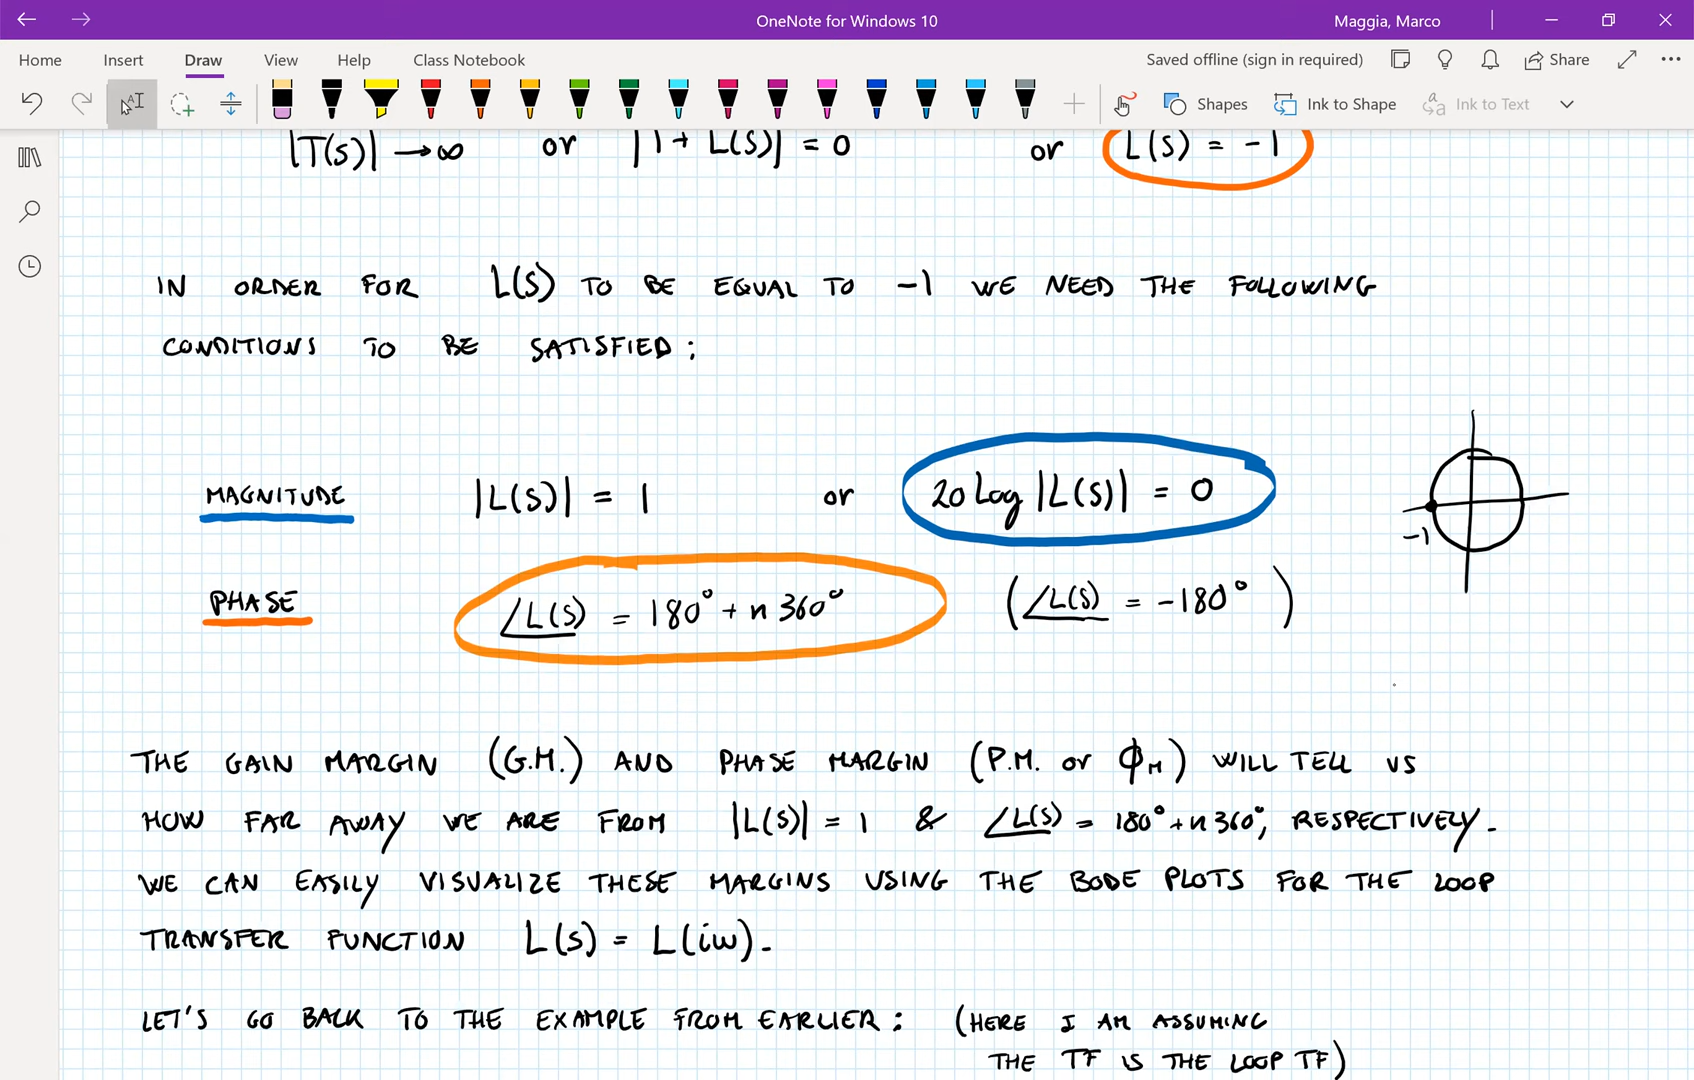 OneNote for Windows 10
Maggia, Marco
Home Insert Draw View Help Class Notebook
Saved offline (sign in required)
Share
Shapes
Ink to Shape
Ink to Text
|T(s)| → ∞ or |1 + L(s)| = 0 or L(s) = -1
IN ORDER FOR L(s) TO BE EQUAL TO -1 WE NEED THE FOLLOWING
CONDITIONS TO BE SATISFIED:
MAGNITUDE |L(s)| = 1 or 20 Log |L(s)| = 0
-1
PHASE ∠L(s) = 180° + n 360° (∠L(s) = -180°)
THE GAIN MARGIN (G.M.) AND PHASE MARGIN (P.M. or ϕM) WILL TELL US
HOW FAR AWAY WE ARE FROM |L(s)| = 1 & ∠L(s) = 180° + n 360°, RESPECTIVELY.
WE CAN EASILY VISUALIZE THESE MARGINS USING THE BODE PLOTS FOR THE LOOP
TRANSFER FUNCTION L(s) = L(iw).
LET'S GO BACK TO THE EXAMPLE FROM EARLIER: (HERE I AM ASSUMING
THE TF IS THE LOOP TF)